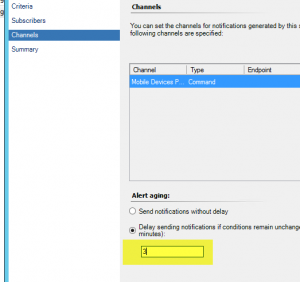 Criteria
Subscribers
Channels
Summary
Channels
You can set the channels for notifications generated by this
following channels are specified:
Channel Type Endpoint
Mobile Devices P... Command
Alert aging:
Send notifications without delay
Delay sending notifications if conditions remain unchange
minutes):
3